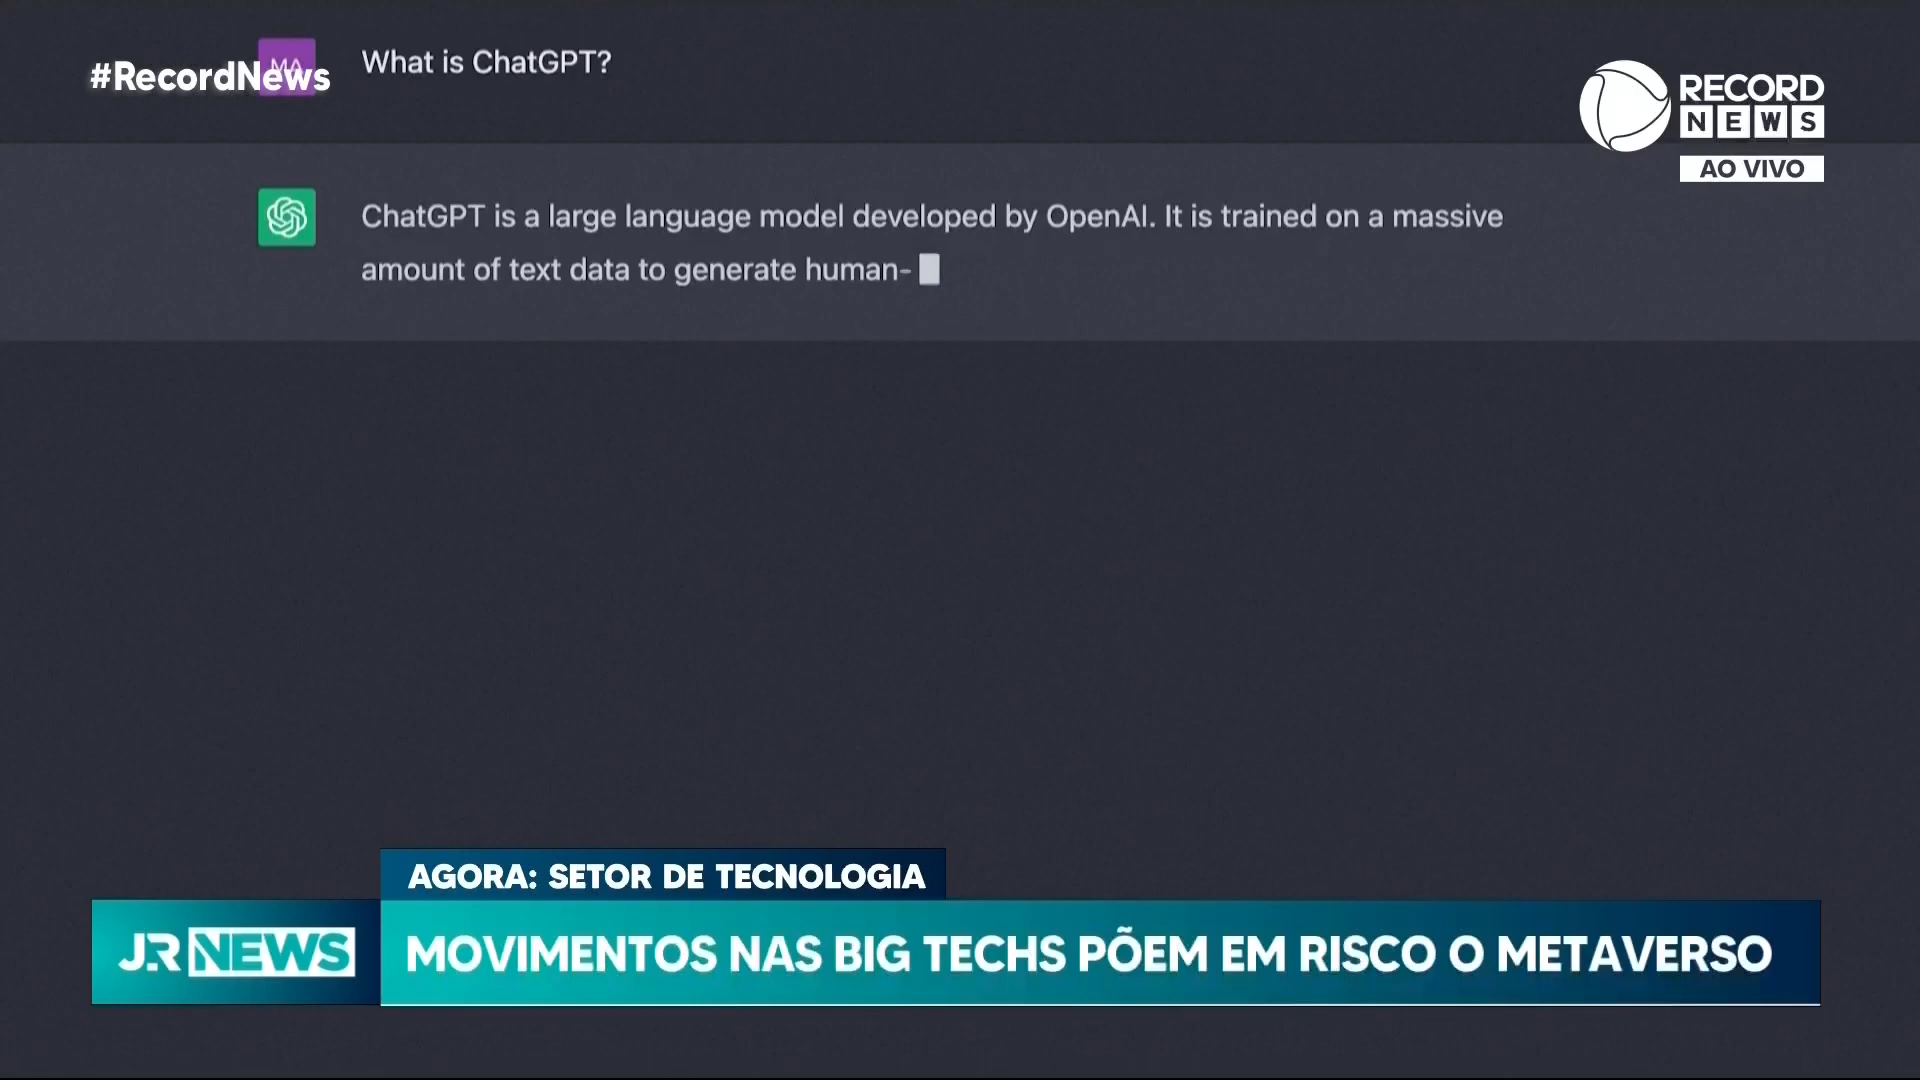 #RecordNews
MA
What is ChatGPT?
RECORD
NEWS
AO VIVO
ChatGPT is a large language model developed by OpenAI. It is trained on a massive
amount of text data to generate human-
AGORA: SETOR DE TECNOLOGIA
JR NEWS
MOVIMENTOS NAS BIG TECHS PÕEM EM RISCO O METAVERSO